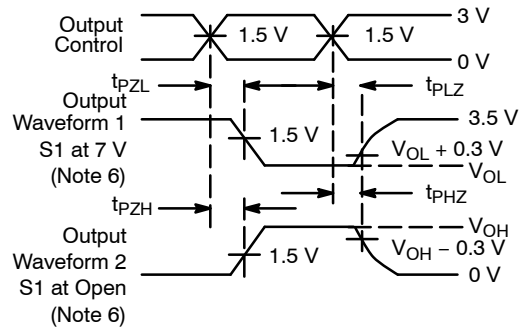 Output Control
3 V
1.5 V
1.5 V
0 V
tPZL
tPLZ
Output
Waveform 1
S1 at 7 V
(Note 6)
3.5 V
1.5 V
VOL + 0.3 V
VOL
tPZH
tPHZ
Output
Waveform 2
S1 at Open
(Note 6)
VOH
VOH − 0.3 V
1.5 V
0 V